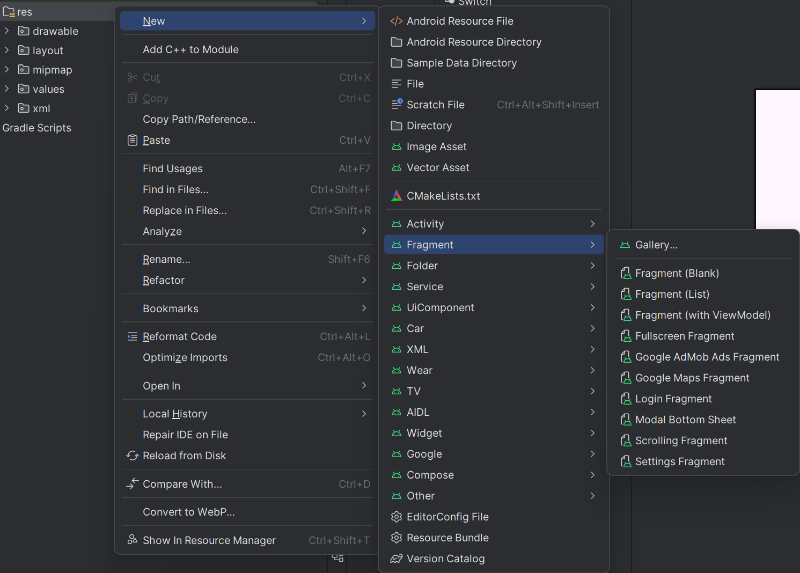 Switch
res
drawable
layout
mipmap
values
xml
Gradle Scripts
New
Add C++ to Module
Cut Ctrl+X
Copy Ctrl+C
Copy Path/Reference...
Paste Ctrl+V
Find Usages Alt+F7
Find in Files... Ctrl+Shift+F
Replace in Files... Ctrl+Shift+R
Analyze
Rename... Shift+F6
Refactor
Bookmarks
Reformat Code Ctrl+Alt+L
Optimize Imports Ctrl+Alt+O
Open In
Local History
Repair IDE on File
Reload from Disk
Compare With... Ctrl+D
Convert to WebP...
Show In Resource Manager Ctrl+Shift+T
Android Resource File
Android Resource Directory
Sample Data Directory
File
Scratch File Ctrl+Alt+Shift+Insert
Directory
Image Asset
Vector Asset
CMakeLists.txt
Activity
Fragment
Folder
Service
UiComponent
Car
XML
Wear
TV
AIDL
Widget
Google
Compose
Other
EditorConfig File
Resource Bundle
Version Catalog
Gallery...
Fragment (Blank)
Fragment (List)
Fragment (with ViewModel)
Fullscreen Fragment
Google AdMob Ads Fragment
Google Maps Fragment
Login Fragment
Modal Bottom Sheet
Scrolling Fragment
Settings Fragment